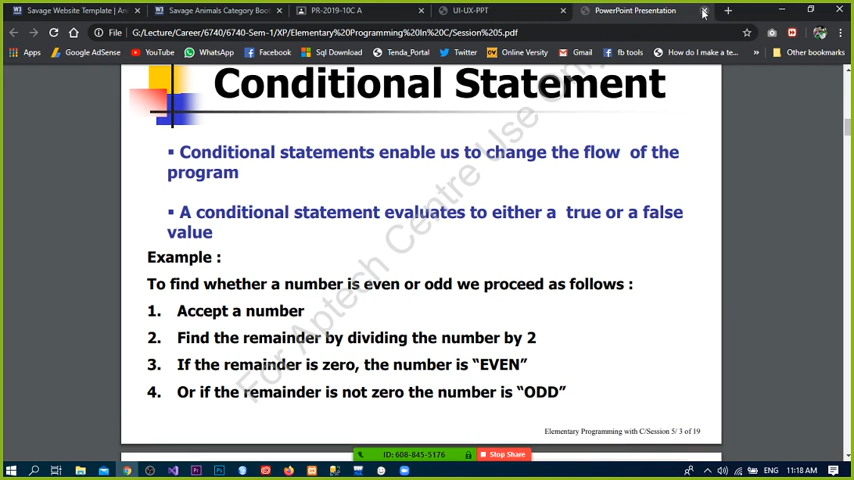 Savage Website Template | An
Savage Animals Category Boo
PR-2019-10C A
UI-UX-PPT
PowerPoint Presentation
File G:/Lecture/Career/6740/6740-Sem-1/XP/Elementary%20Programming%20In%20C/Session%205.pdf
Apps
Google AdSense
YouTube
WhatsApp
Facebook
Sql Download
Tenda_Portal
Twitter
Online Versity
Gmail
fb tools
How do I make a te...
Other bookmarks
Conditional Statement
▪ Conditional statements enable us to change the flow of the
program
▪ A conditional statement evaluates to either a true or a false
value
Example :
To find whether a number is even or odd we proceed as follows :
1. Accept a number
2. Find the remainder by dividing the number by 2
3. If the remainder is zero, the number is “EVEN”
4. Or if the remainder is not zero the number is “ODD”
For Aptech Centre Use Only
Elementary Programming with C/Session 5/ 3 of 19
ID: 608-845-5176
Stop Share
ENG
11:18 AM